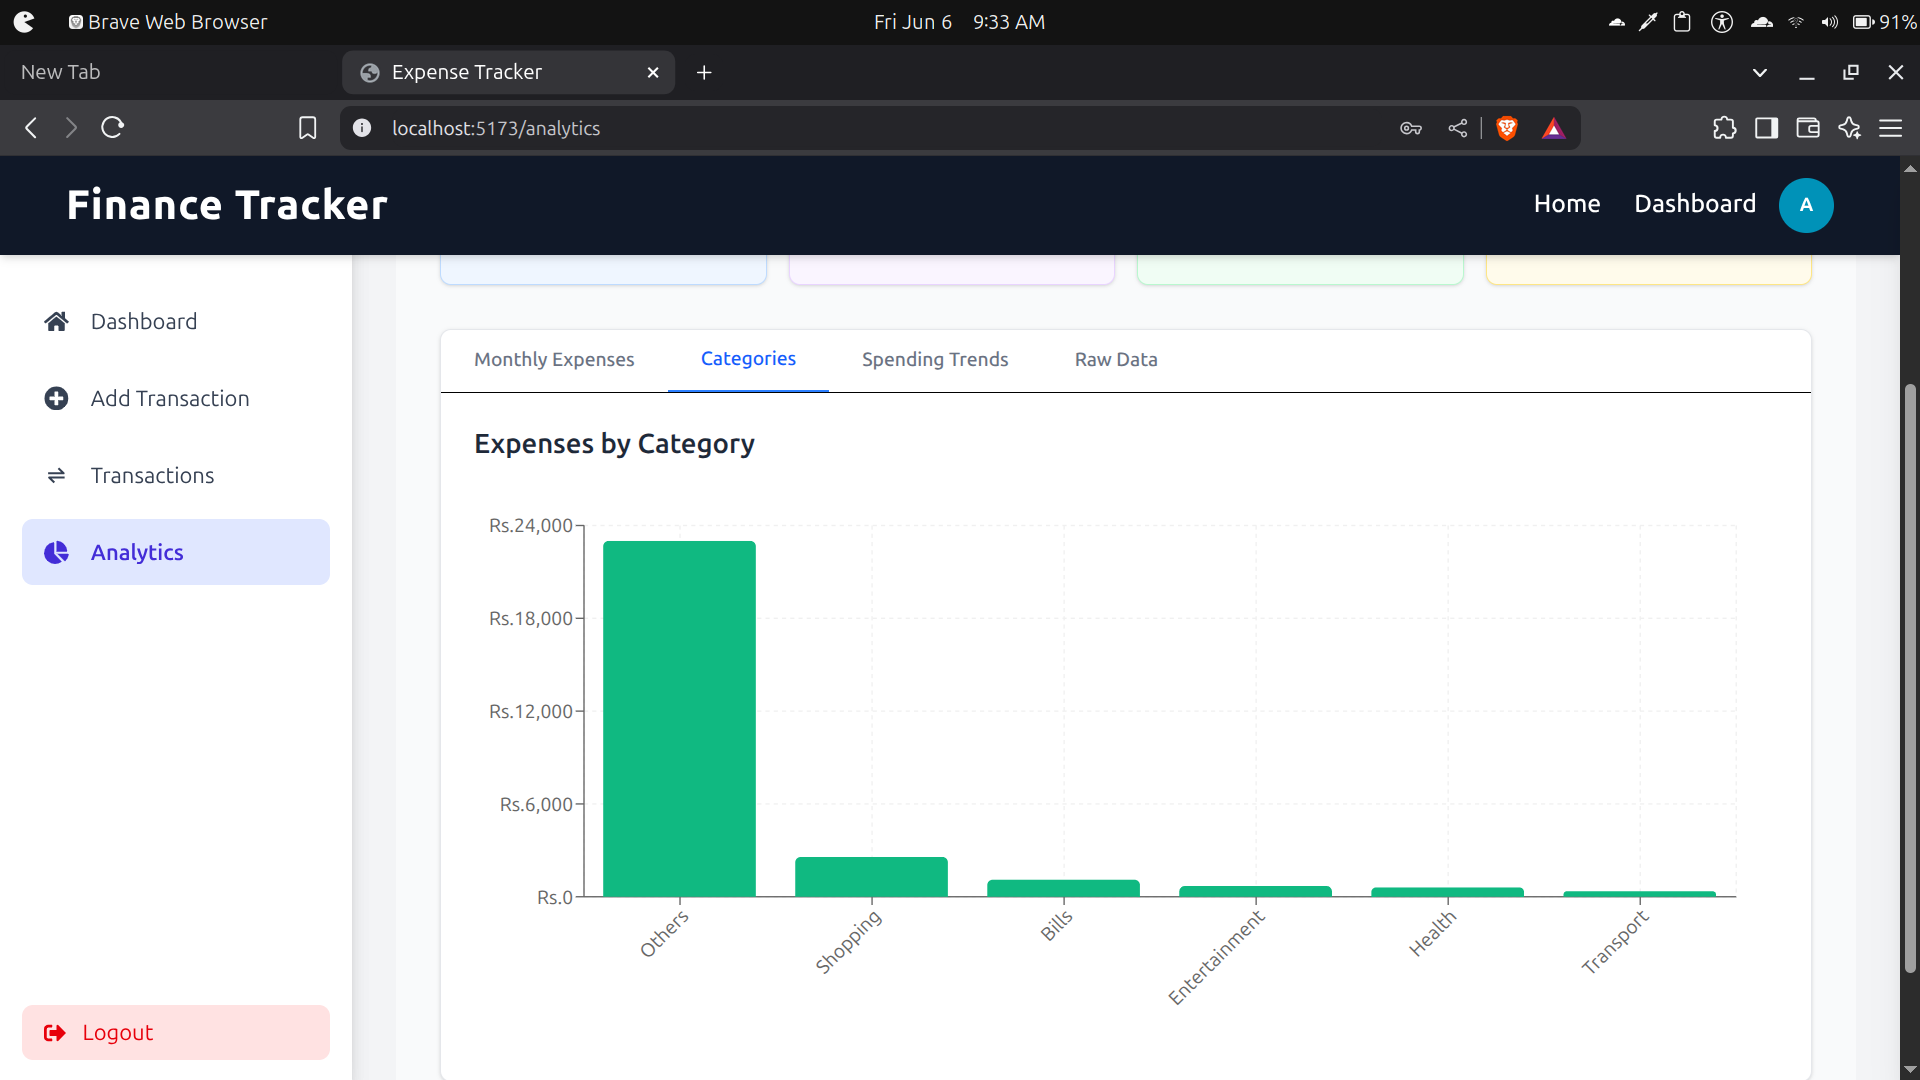 Brave Web Browser
Fri Jun 6 9:33 AM
91%
New Tab
Expense Tracker
localhost:5173/analytics
Finance Tracker
Home
Dashboard
A
Dashboard
Add Transaction
Transactions
Analytics
Logout
Monthly Expenses
Categories
Spending Trends
Raw Data
Expenses by Category
Rs.24,000
Rs.18,000
Rs.12,000
Rs.6,000
Rs.0
Others
Shopping
Bills
Entertainment
Health
Transport